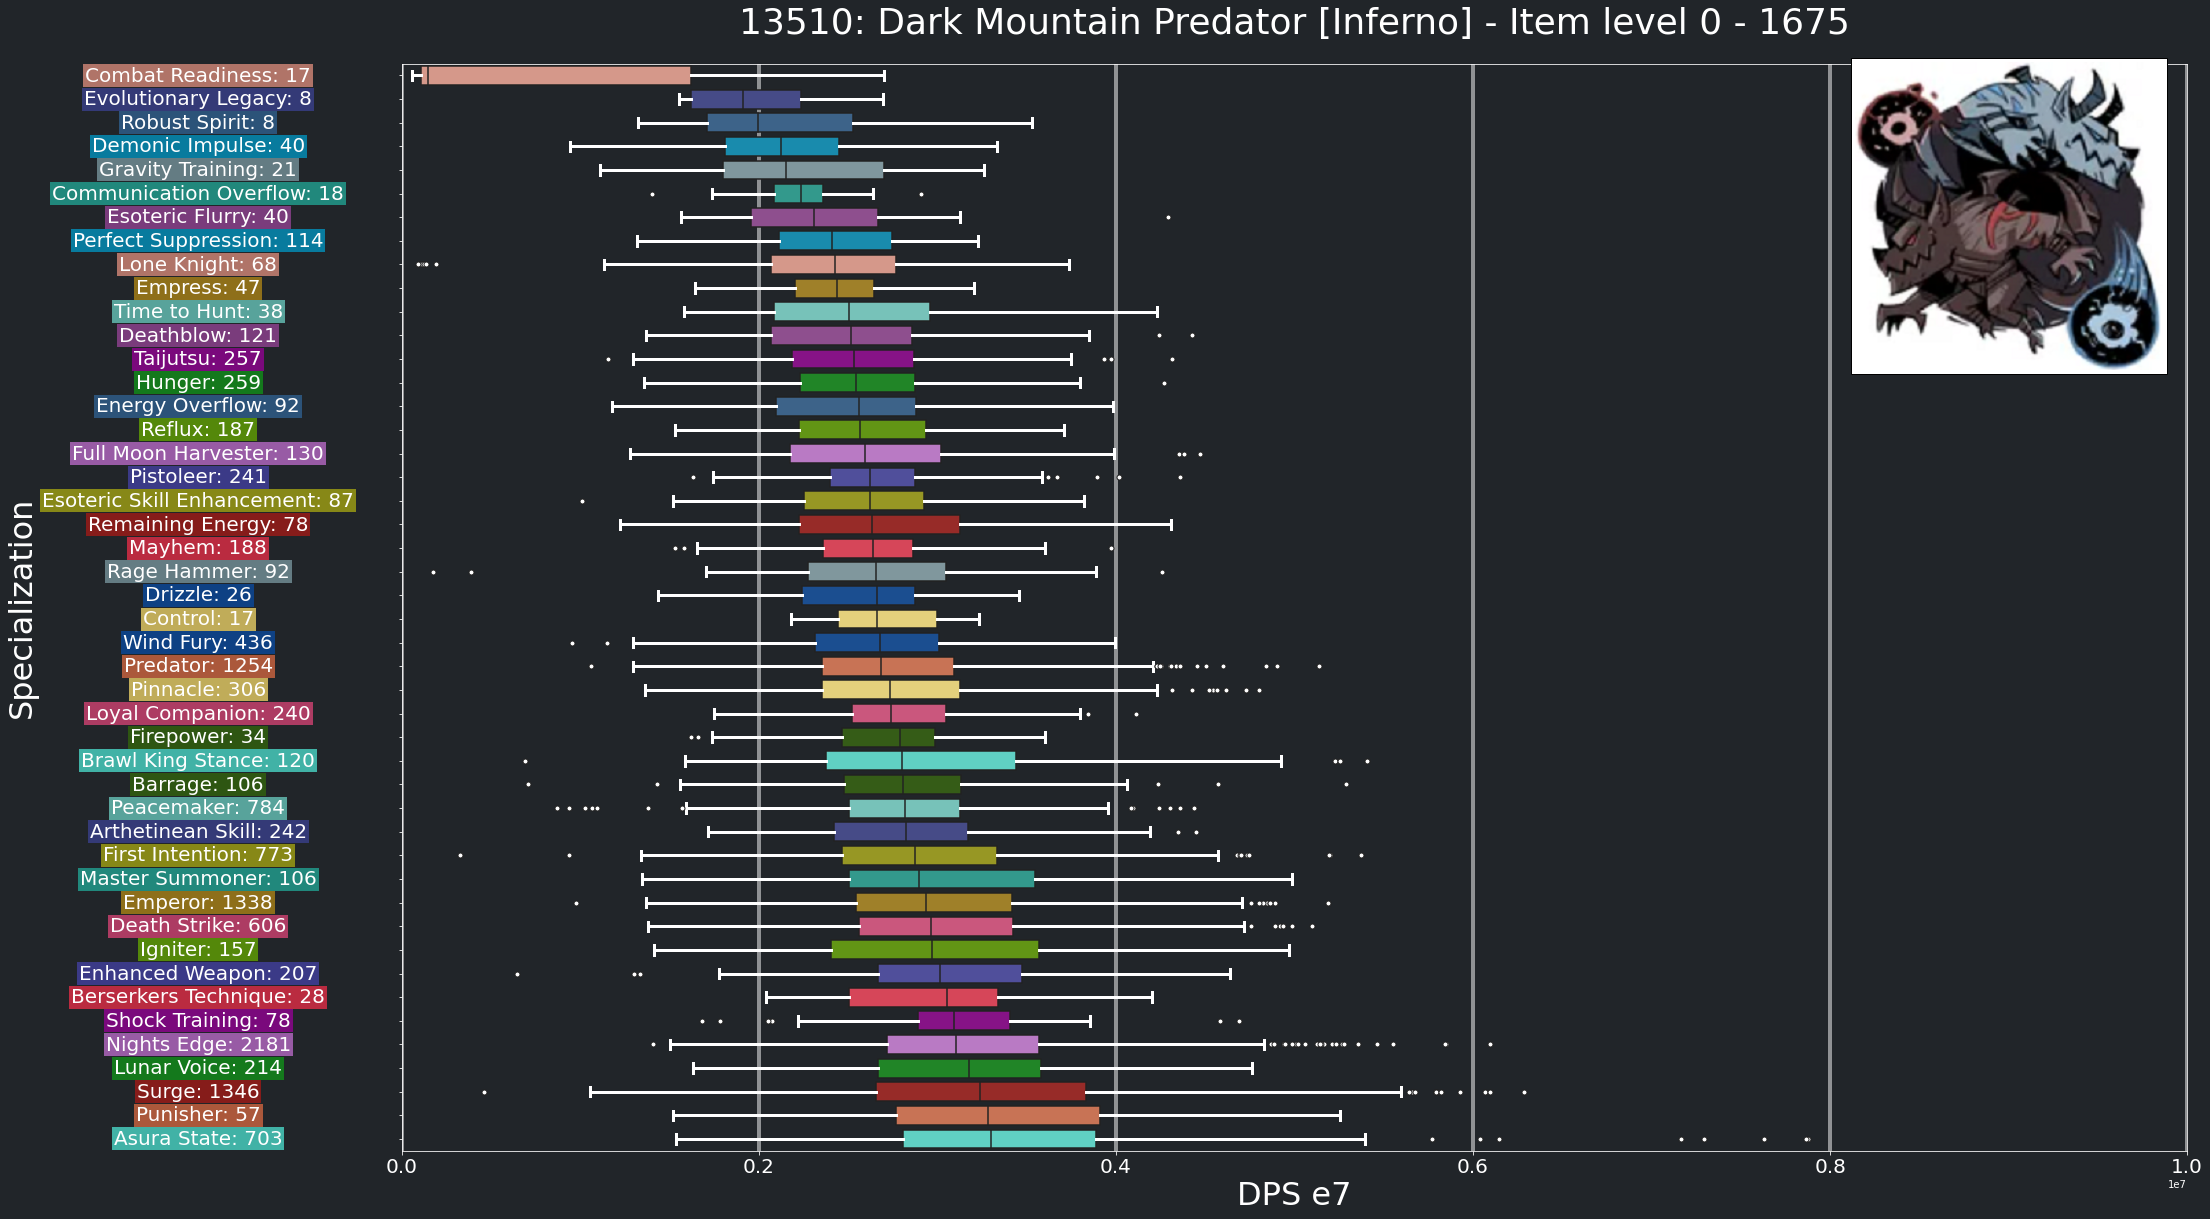 13510: Dark Mountain Predator [Inferno] - Item level 0 - 1675
Combat Readiness: 17
Evolutionary Legacy: 8
Robust Spirit: 8
Demonic Impulse: 40
Gravity Training: 21
Communication Overflow: 18
Esoteric Flurry: 40
Perfect Suppression: 114
Lone Knight: 68
Empress: 47
Time to Hunt: 38
Deathblow: 121
Taijutsu: 257
Hunger: 259
Energy Overflow: 92
Reflux: 187
Full Moon Harvester: 130
Pistoleer: 241
Esoteric Skill Enhancement: 87
Remaining Energy: 78
Mayhem: 188
Rage Hammer: 92
Drizzle: 26
Control: 17
Wind Fury: 436
Predator: 1254
Pinnacle: 306
Loyal Companion: 240
Firepower: 34
Brawl King Stance: 120
Barrage: 106
Peacemaker: 784
Arthetinean Skill: 242
First Intention: 773
Master Summoner: 106
Emperor: 1338
Death Strike: 606
Igniter: 157
Enhanced Weapon: 207
Berserkers Technique: 28
Shock Training: 78
Nights Edge: 2181
Lunar Voice: 214
Surge: 1346
Punisher: 57
Asura State: 703
Specialization
0.0 0.2 0.4 0.6 0.8 1.0
1e7
DPS e7